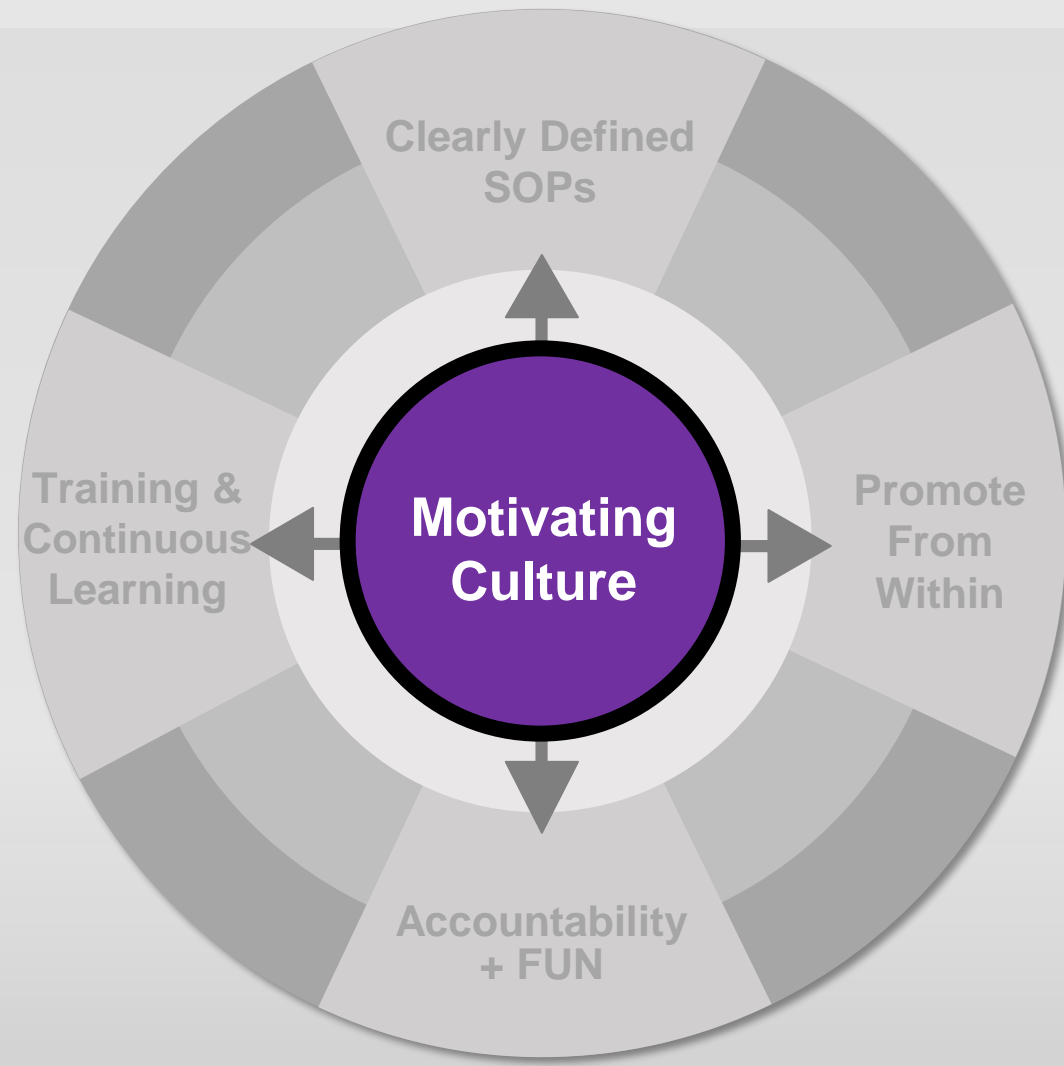 Clearly Defined
SOPs
Training &
Continuous
Learning
Motivating
Culture
Promote
From
Within
Accountability
+ FUN